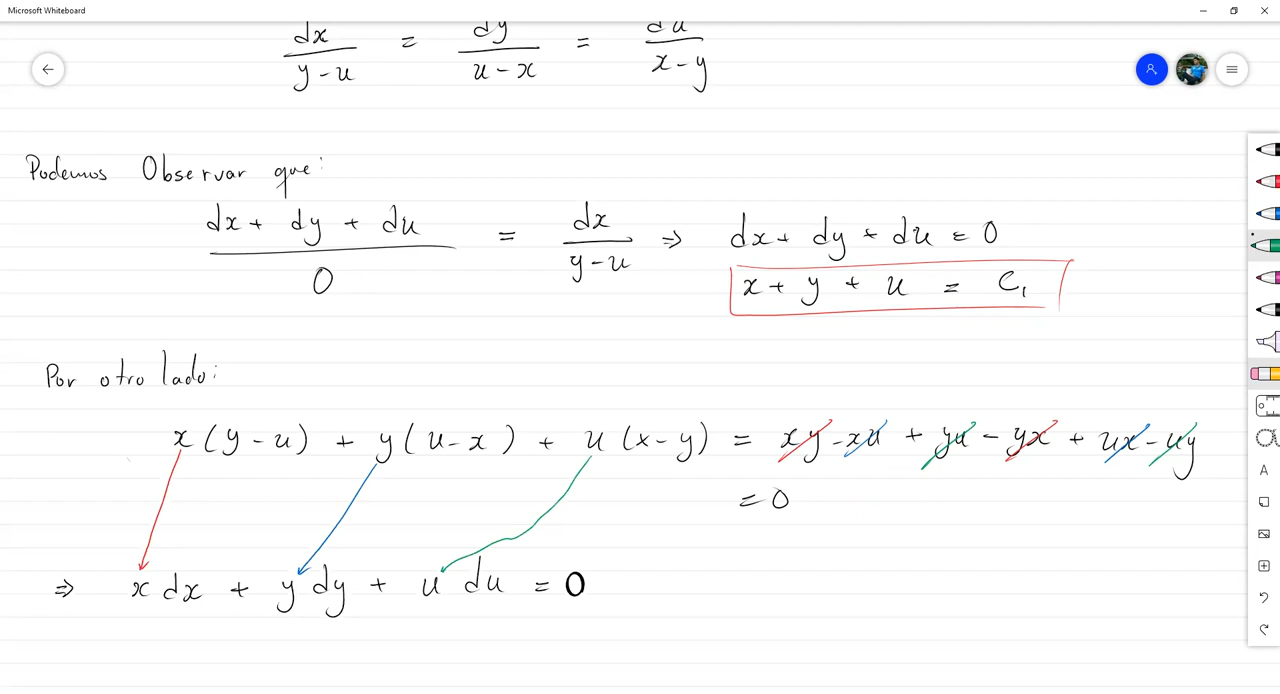 Microsoft Whiteboard
dx/(y-u) = dy/(u-x) = du/(x-y)
Podemos Observar que:
(dx + dy + du)/0 = dx/(y-u) ⇒ dx + dy + du = 0
x + y + u = C₁
Por otro lado:
x(y-u) + y(u-x) + u(x-y) = xy - xu + yu - yx + ux - uy
= 0
⇒ x dx + y dy + u du = 0